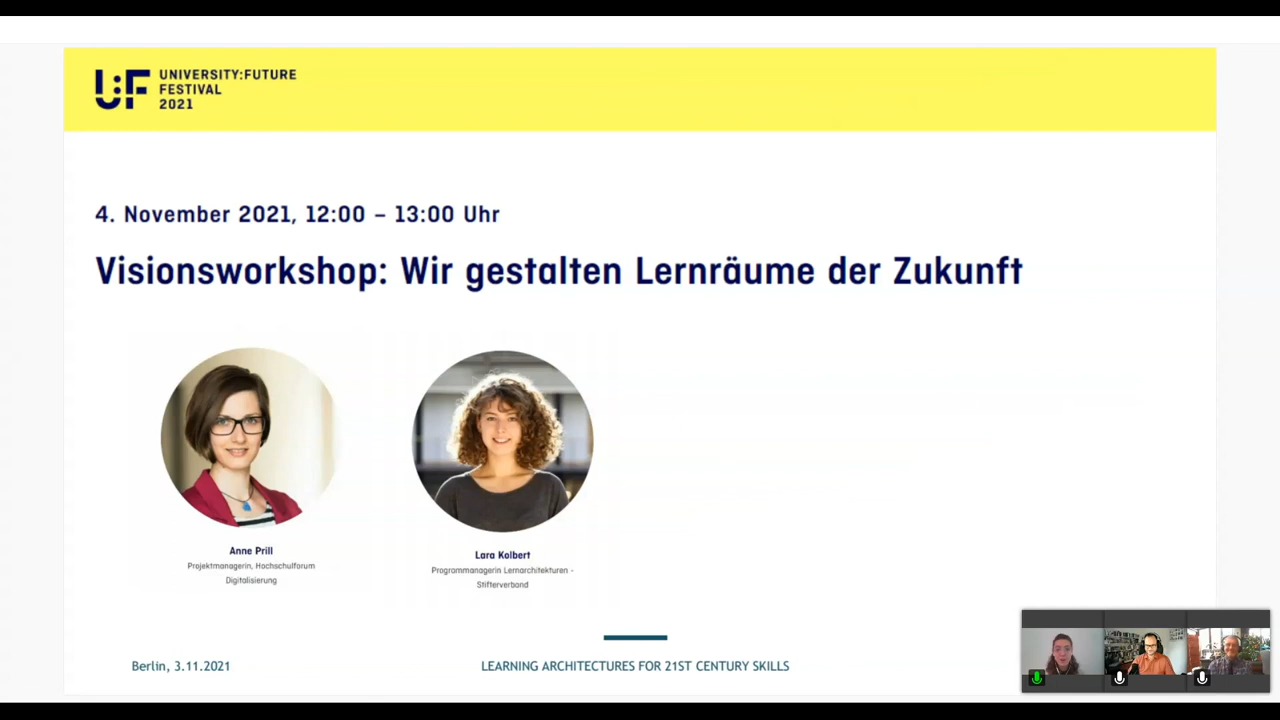 UNIVERSITY:FUTURE
FESTIVAL
2021
4. November 2021, 12:00 – 13:00 Uhr
Visionsworkshop: Wir gestalten Lernräume der Zukunft
Anne Prill
Projektmanagerin, Hochschulforum
Digitalisierung
Lara Kolbert
Programmanagerin Lernarchitekturen -
Stifterverband
Berlin, 3.11.2021
LEARNING ARCHITECTURES FOR 21ST CENTURY SKILLS